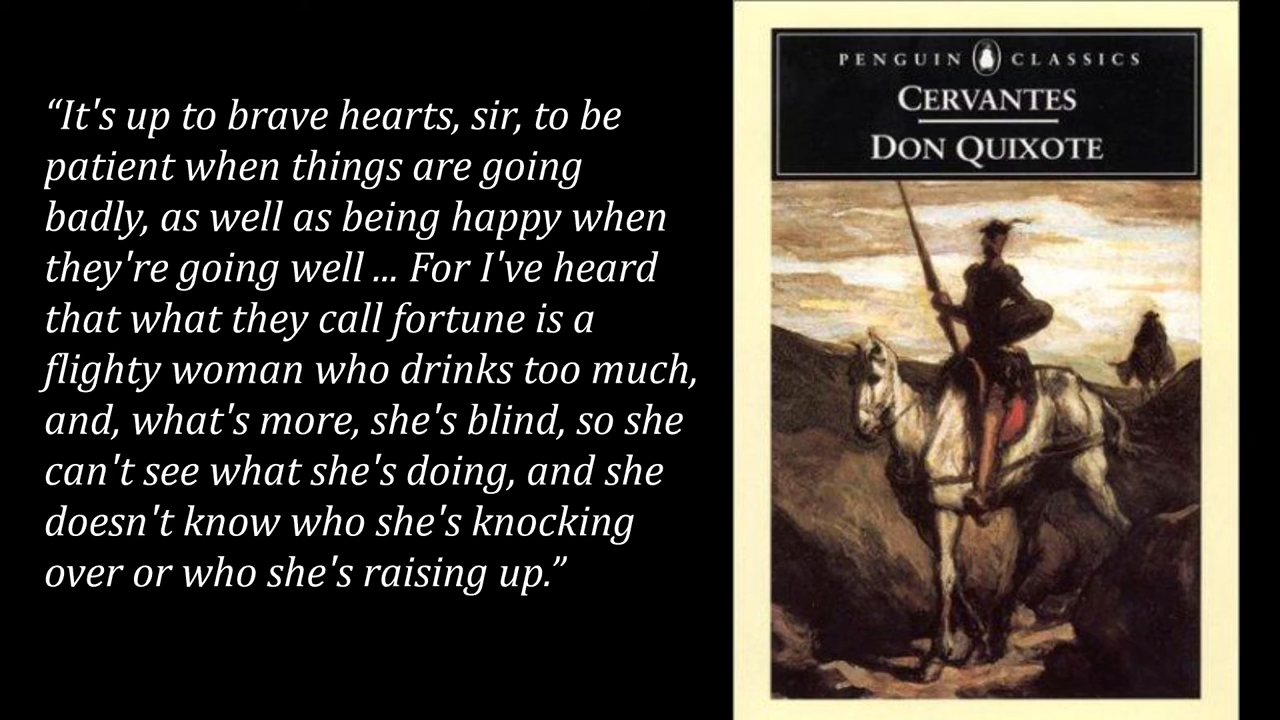 “It's up to brave hearts, sir, to be
patient when things are going
badly, as well as being happy when
they're going well ... For I've heard
that what they call fortune is a
flighty woman who drinks too much,
and, what's more, she's blind, so she
can't see what she's doing, and she
doesn't know who she's knocking
over or who she's raising up.”
PENGUIN CLASSICS
CERVANTES
DON QUIXOTE